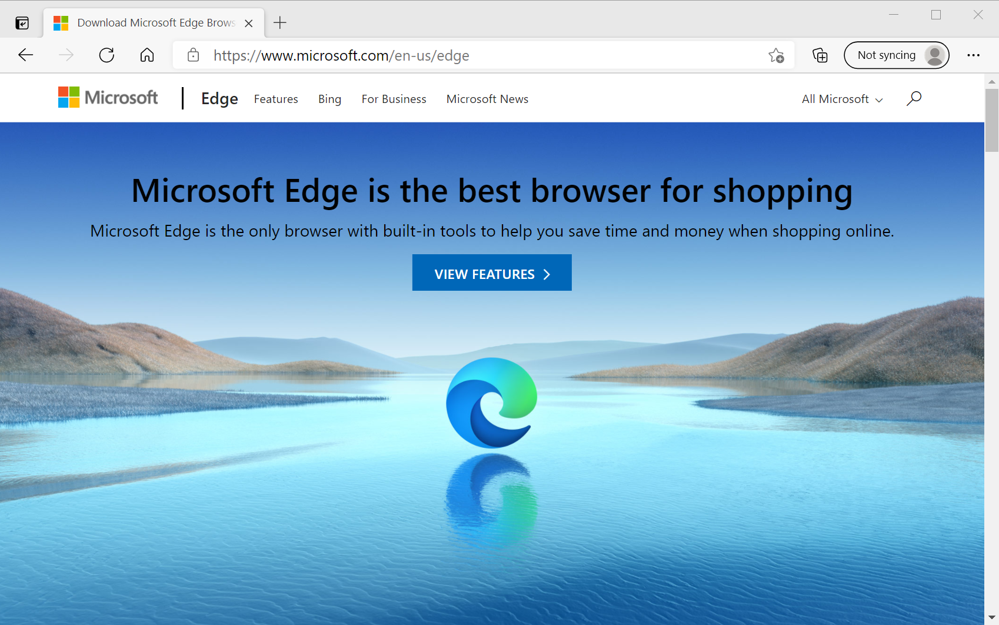 Download Microsoft Edge Brows
https://www.microsoft.com/en-us/edge
Not syncing
Microsoft
Edge
Features
Bing
For Business
Microsoft News
All Microsoft
Microsoft Edge is the best browser for shopping
Microsoft Edge is the only browser with built-in tools to help you save time and money when shopping online.
VIEW FEATURES